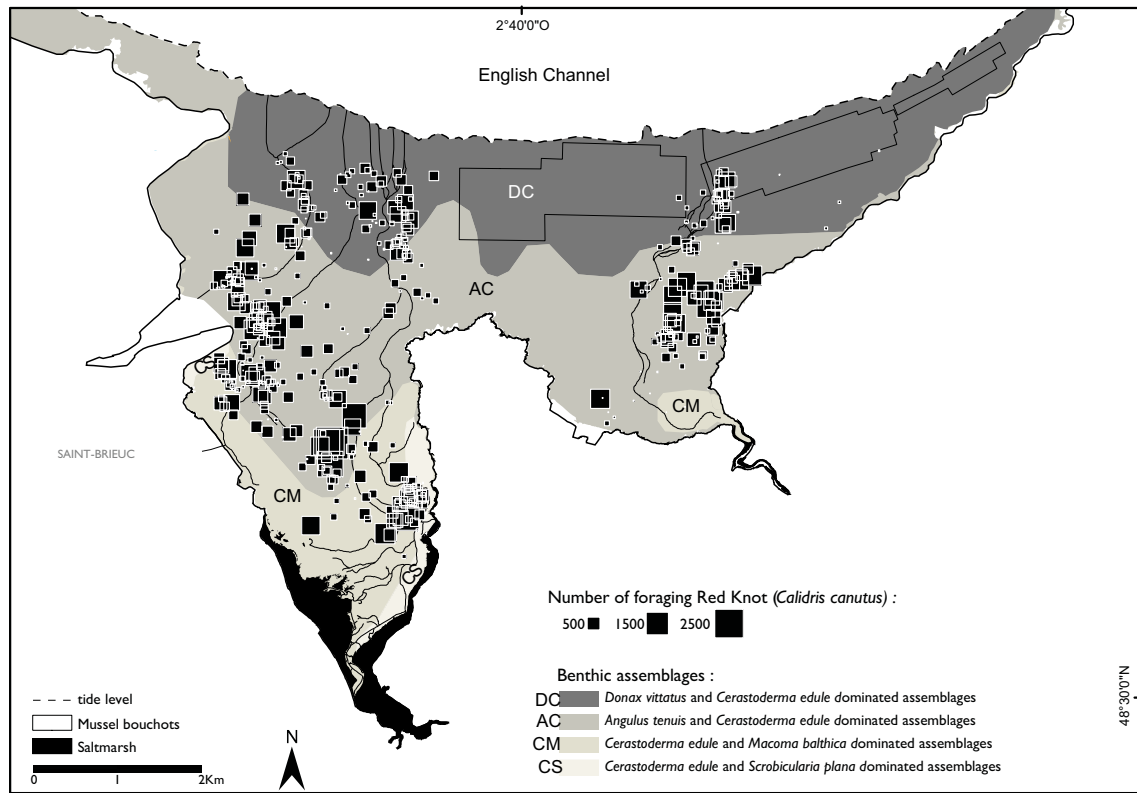 2°40'0"O
English Channel
DC
AC
CM
SAINT-BRIEUC
CM
Number of foraging Red Knot (Calidris canutus) :
500 1500 2500
Benthic assemblages :
DC Donax vittatus and Cerastoderma edule dominated assemblages
AC Angulus tenuis and Cerastoderma edule dominated assemblages
CM Cerastoderma edule and Macoma balthica dominated assemblages
CS Cerastoderma edule and Scrobicularia plana dominated assemblages
tide level
Mussel bouchots
Saltmarsh
0 1 2Km
N
48°30'0"N